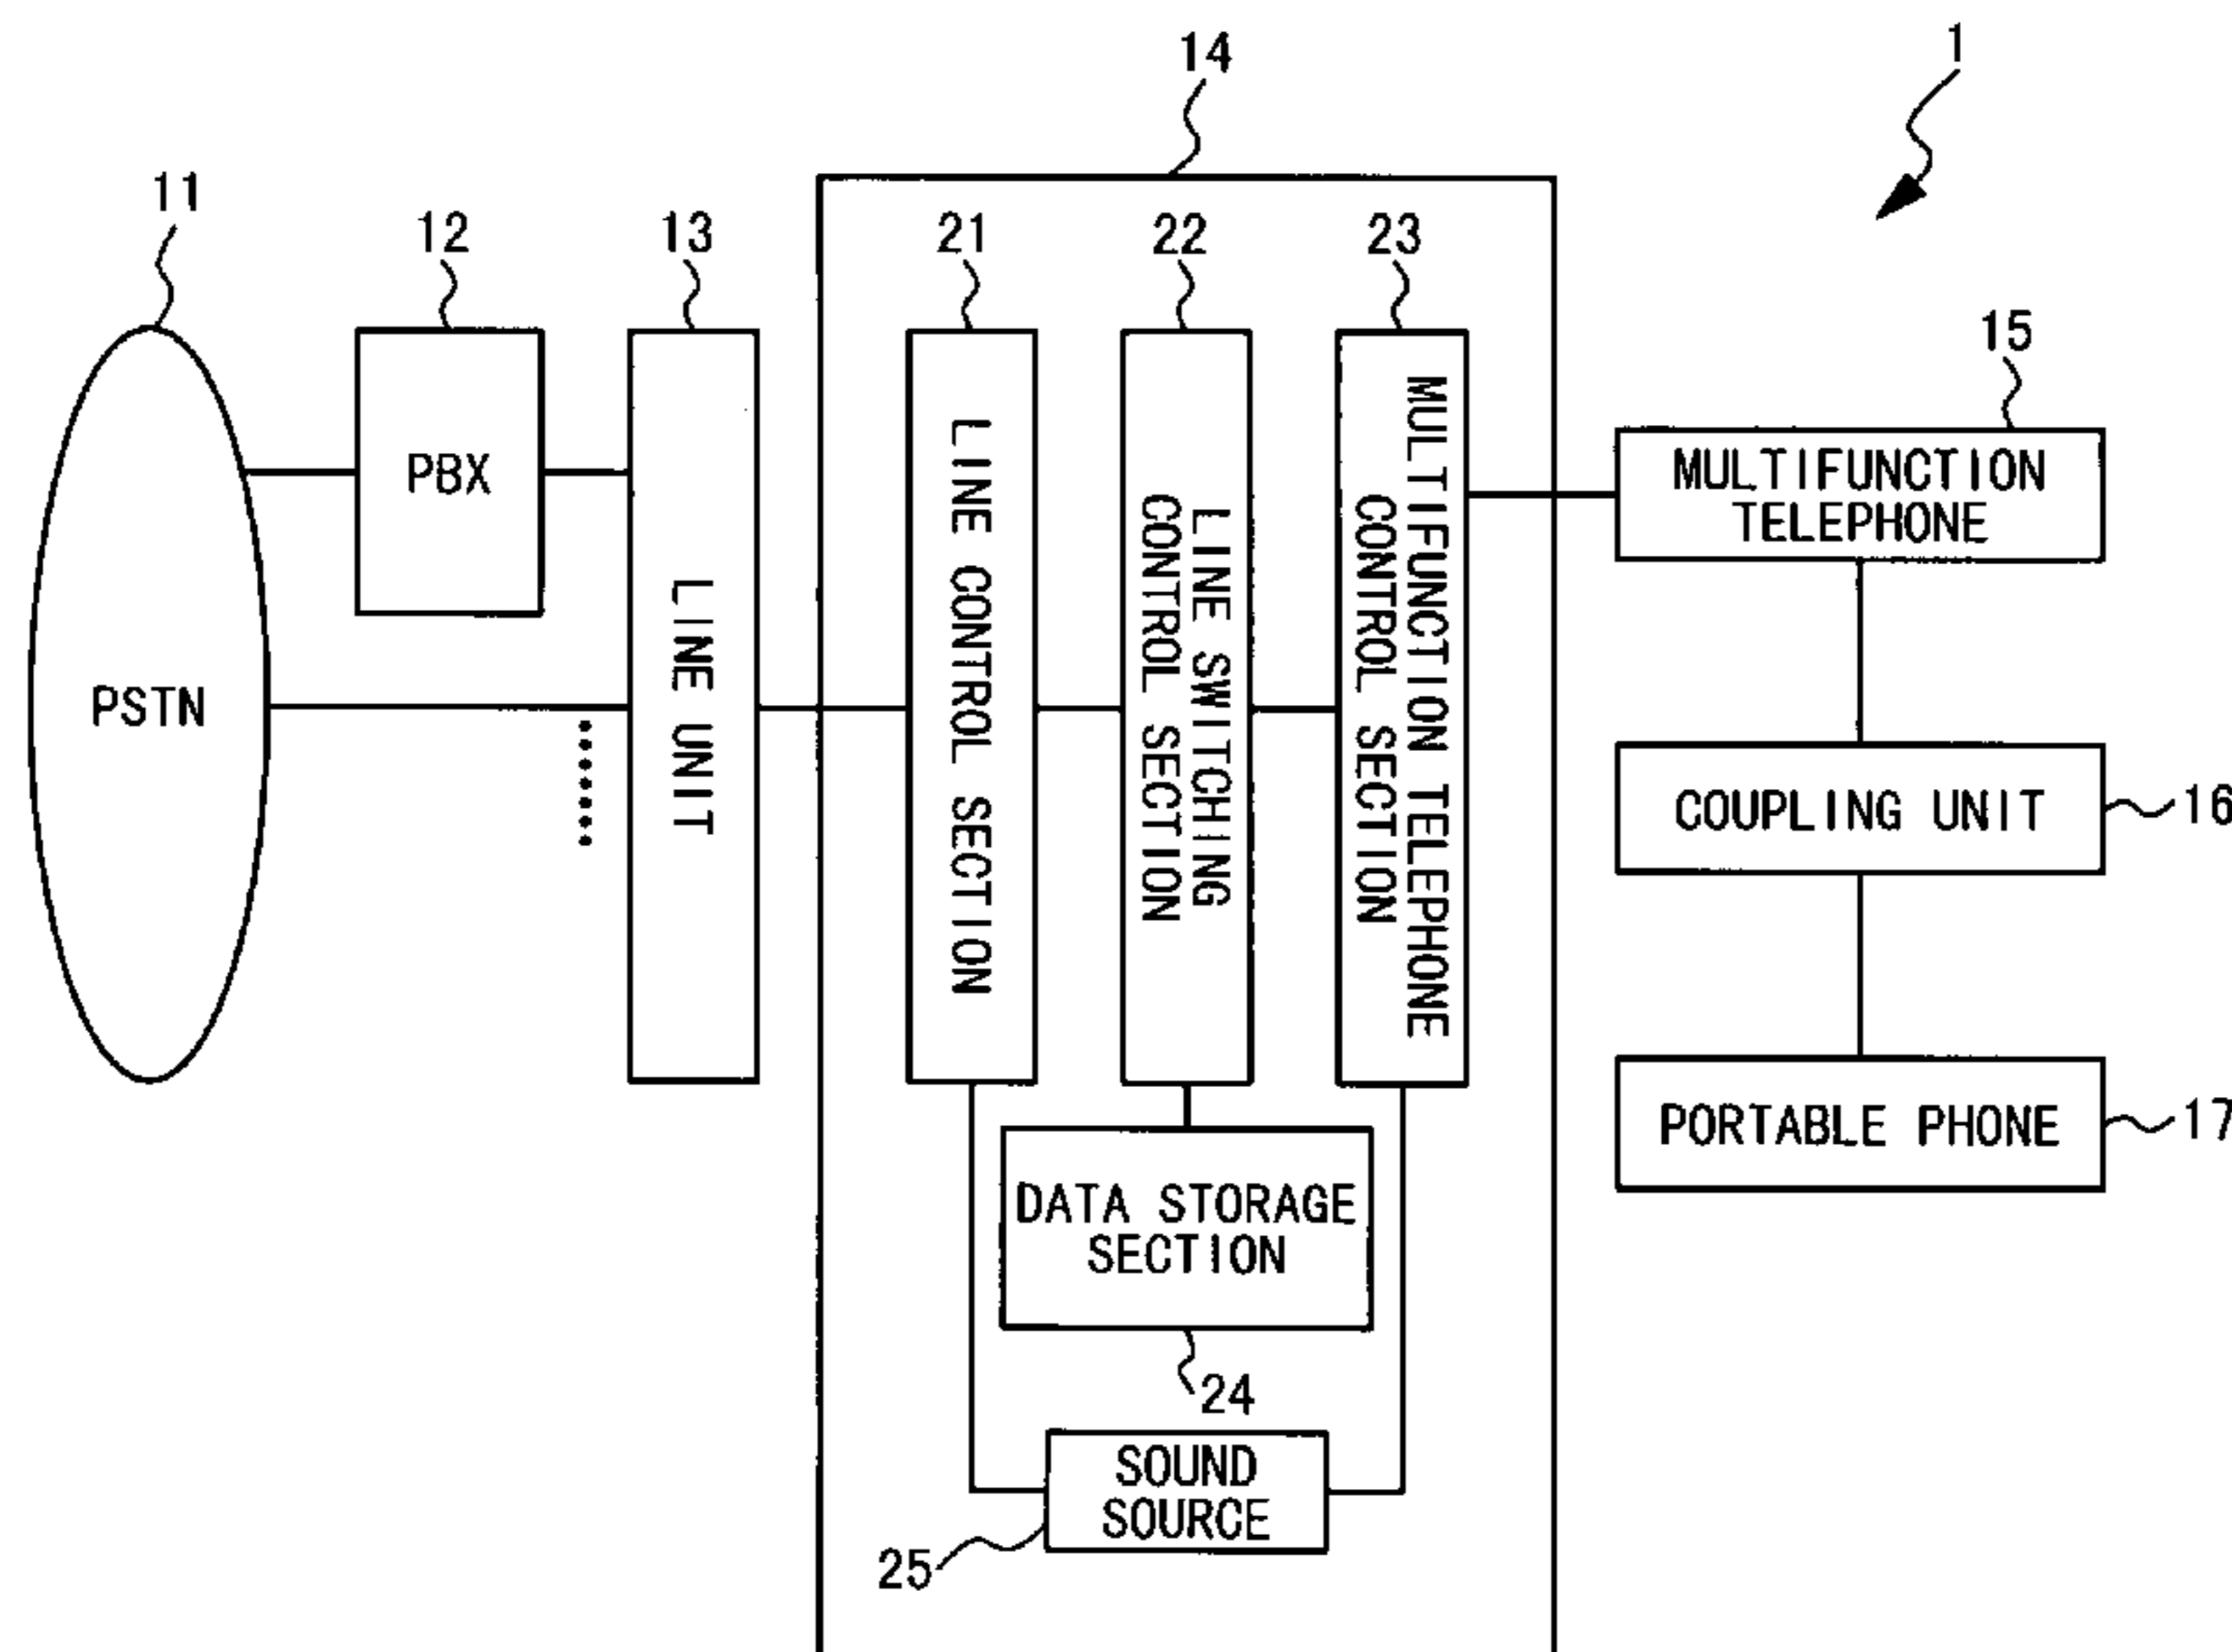 14
1
11
12
13
21
22
23
15
PBX
PSTN
LINE UNIT
LINE CONTROL SECTION
LINE SWITCHING
CONTROL SECTION
MULTIFUNCTION TELEPHONE
CONTROL SECTION
MULTIFUNCTION
TELEPHONE
COUPLING UNIT
16
PORTABLE PHONE
17
DATA STORAGE
SECTION
24
SOUND
SOURCE
25